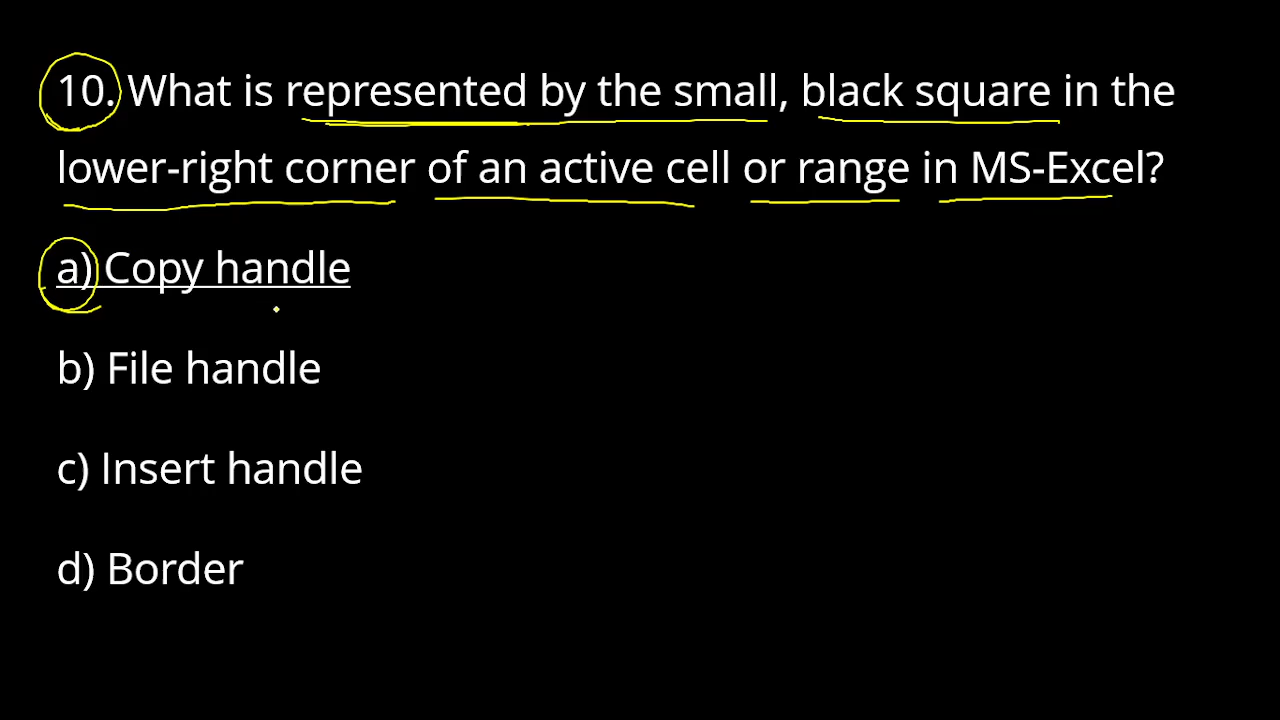 10. What is represented by the small, black square in the
lower-right corner of an active cell or range in MS-Excel?
a) Copy handle
b) File handle
c) Insert handle
d) Border